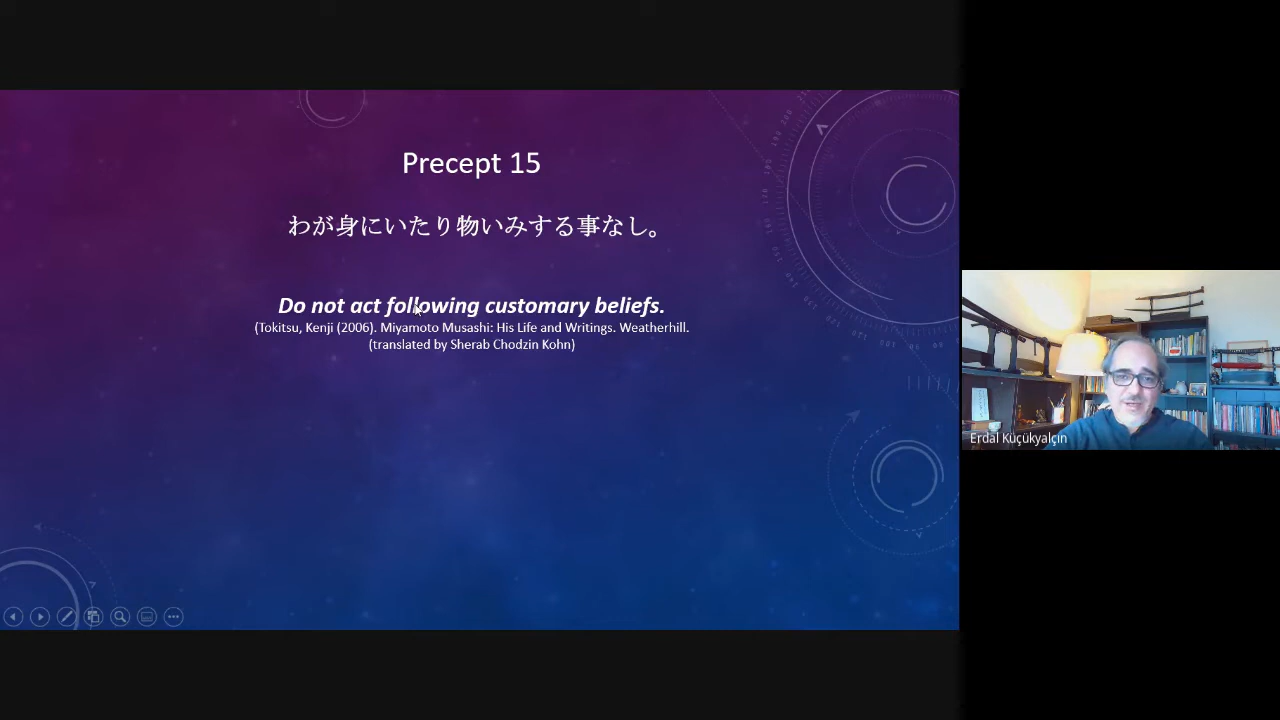 Precept 15
わが身にいたり物いみする事なし。
Do not act following customary beliefs.
(Tokitsu, Kenji (2006). Miyamoto Musashi: His Life and Writings. Weatherhill.
(translated by Sherab Chodzin Kohn)
Erdal Küçükyalçın